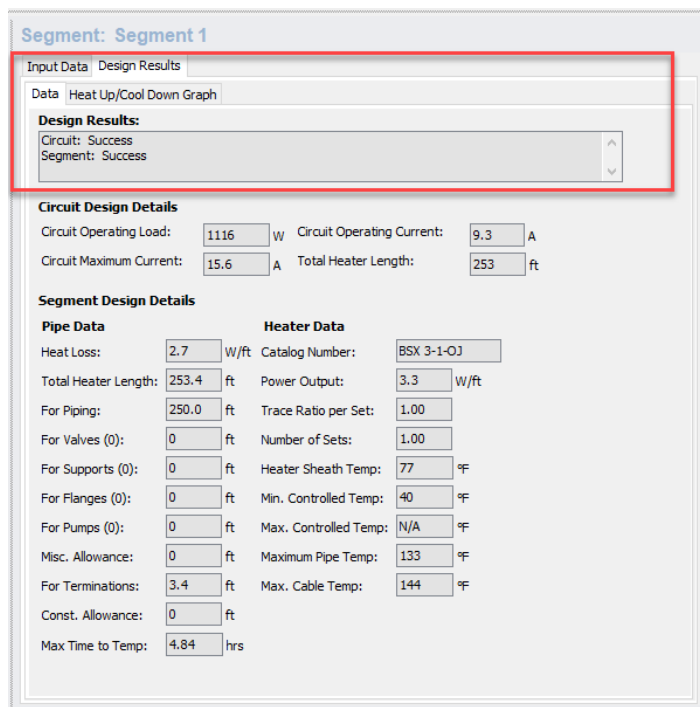 Segment: Segment 1
Input Data Design Results
Data Heat Up/Cool Down Graph
Design Results:
Circuit: Success
Segment: Success
Circuit Design Details
Circuit Operating Load: 1116 W Circuit Operating Current: 9.3 A
Circuit Maximum Current: 15.6 A Total Heater Length: 253 ft
Segment Design Details
Pipe Data Heater Data
Heat Loss: 2.7 W/ft Catalog Number: BSX 3-1-OJ
Total Heater Length: 253.4 ft Power Output: 3.3 W/ft
For Piping: 250.0 ft Trace Ratio per Set: 1.00
For Valves (0): 0 ft Number of Sets: 1.00
For Supports (0): 0 ft Heater Sheath Temp: 77 °F
For Flanges (0): 0 ft Min. Controlled Temp: 40 °F
For Pumps (0): 0 ft Max. Controlled Temp: N/A °F
Misc. Allowance: 0 ft Maximum Pipe Temp: 133 °F
For Terminations: 3.4 ft Max. Cable Temp: 144 °F
Const. Allowance: 0 ft
Max Time to Temp: 4.84 hrs